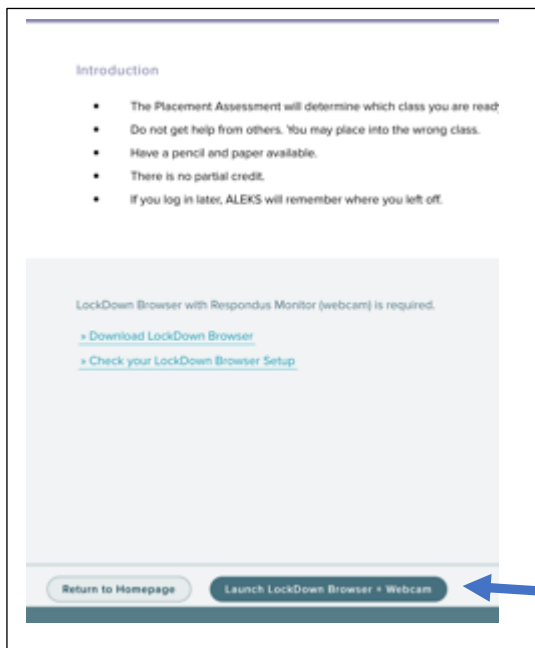 Introduction
• The Placement Assessment will determine which class you are ready
• Do not get help from others. You may place into the wrong class.
• Have a pencil and paper available.
• There is no partial credit.
• If you log in later, ALEKS will remember where you left off.
LockDown Browser with Respondus Monitor (webcam) is required.
» Download LockDown Browser
» Check your LockDown Browser Setup
Return to Homepage Launch LockDown Browser + Webcam